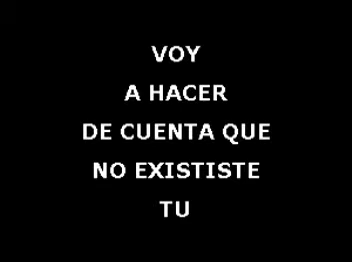 VOY
A HACER
DE CUENTA QUE
NO EXISTISTE
TU